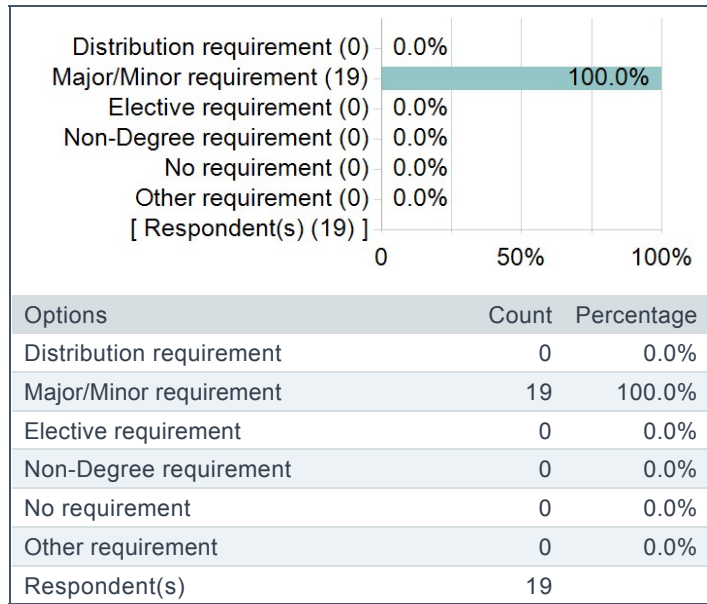 Distribution requirement (0) 0.0%
Major/Minor requirement (19) 100.0%
Elective requirement (0) 0.0%
Non-Degree requirement (0) 0.0%
No requirement (0) 0.0%
Other requirement (0) 0.0%
[ Respondent(s) (19) ]
0 50% 100%
Options Count Percentage
Distribution requirement 0 0.0%
Major/Minor requirement 19 100.0%
Elective requirement 0 0.0%
Non-Degree requirement 0 0.0%
No requirement 0 0.0%
Other requirement 0 0.0%
Respondent(s) 19